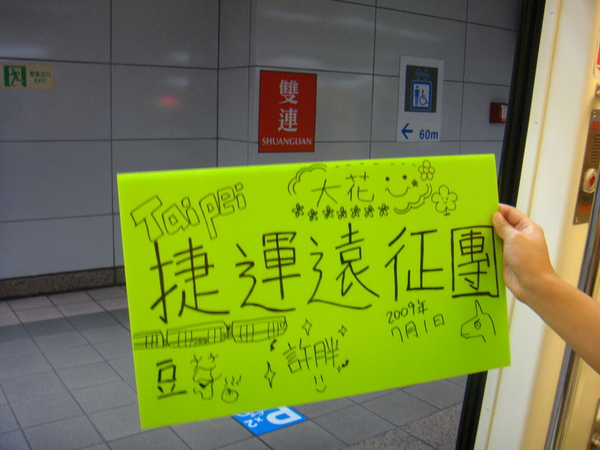 EXIT
雙連
SHUANGLIAN
60m
Taipei
大花
捷運遠征團
2009年
7月1日
豆芽
許胖
P